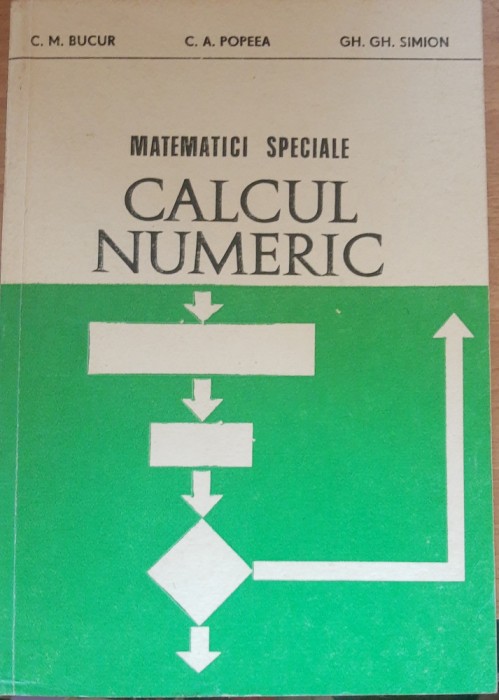 C. M. BUCUR C. A. POPEEA GH. GH. SIMION
MATEMATICI SPECIALE
CALCUL
NUMERIC